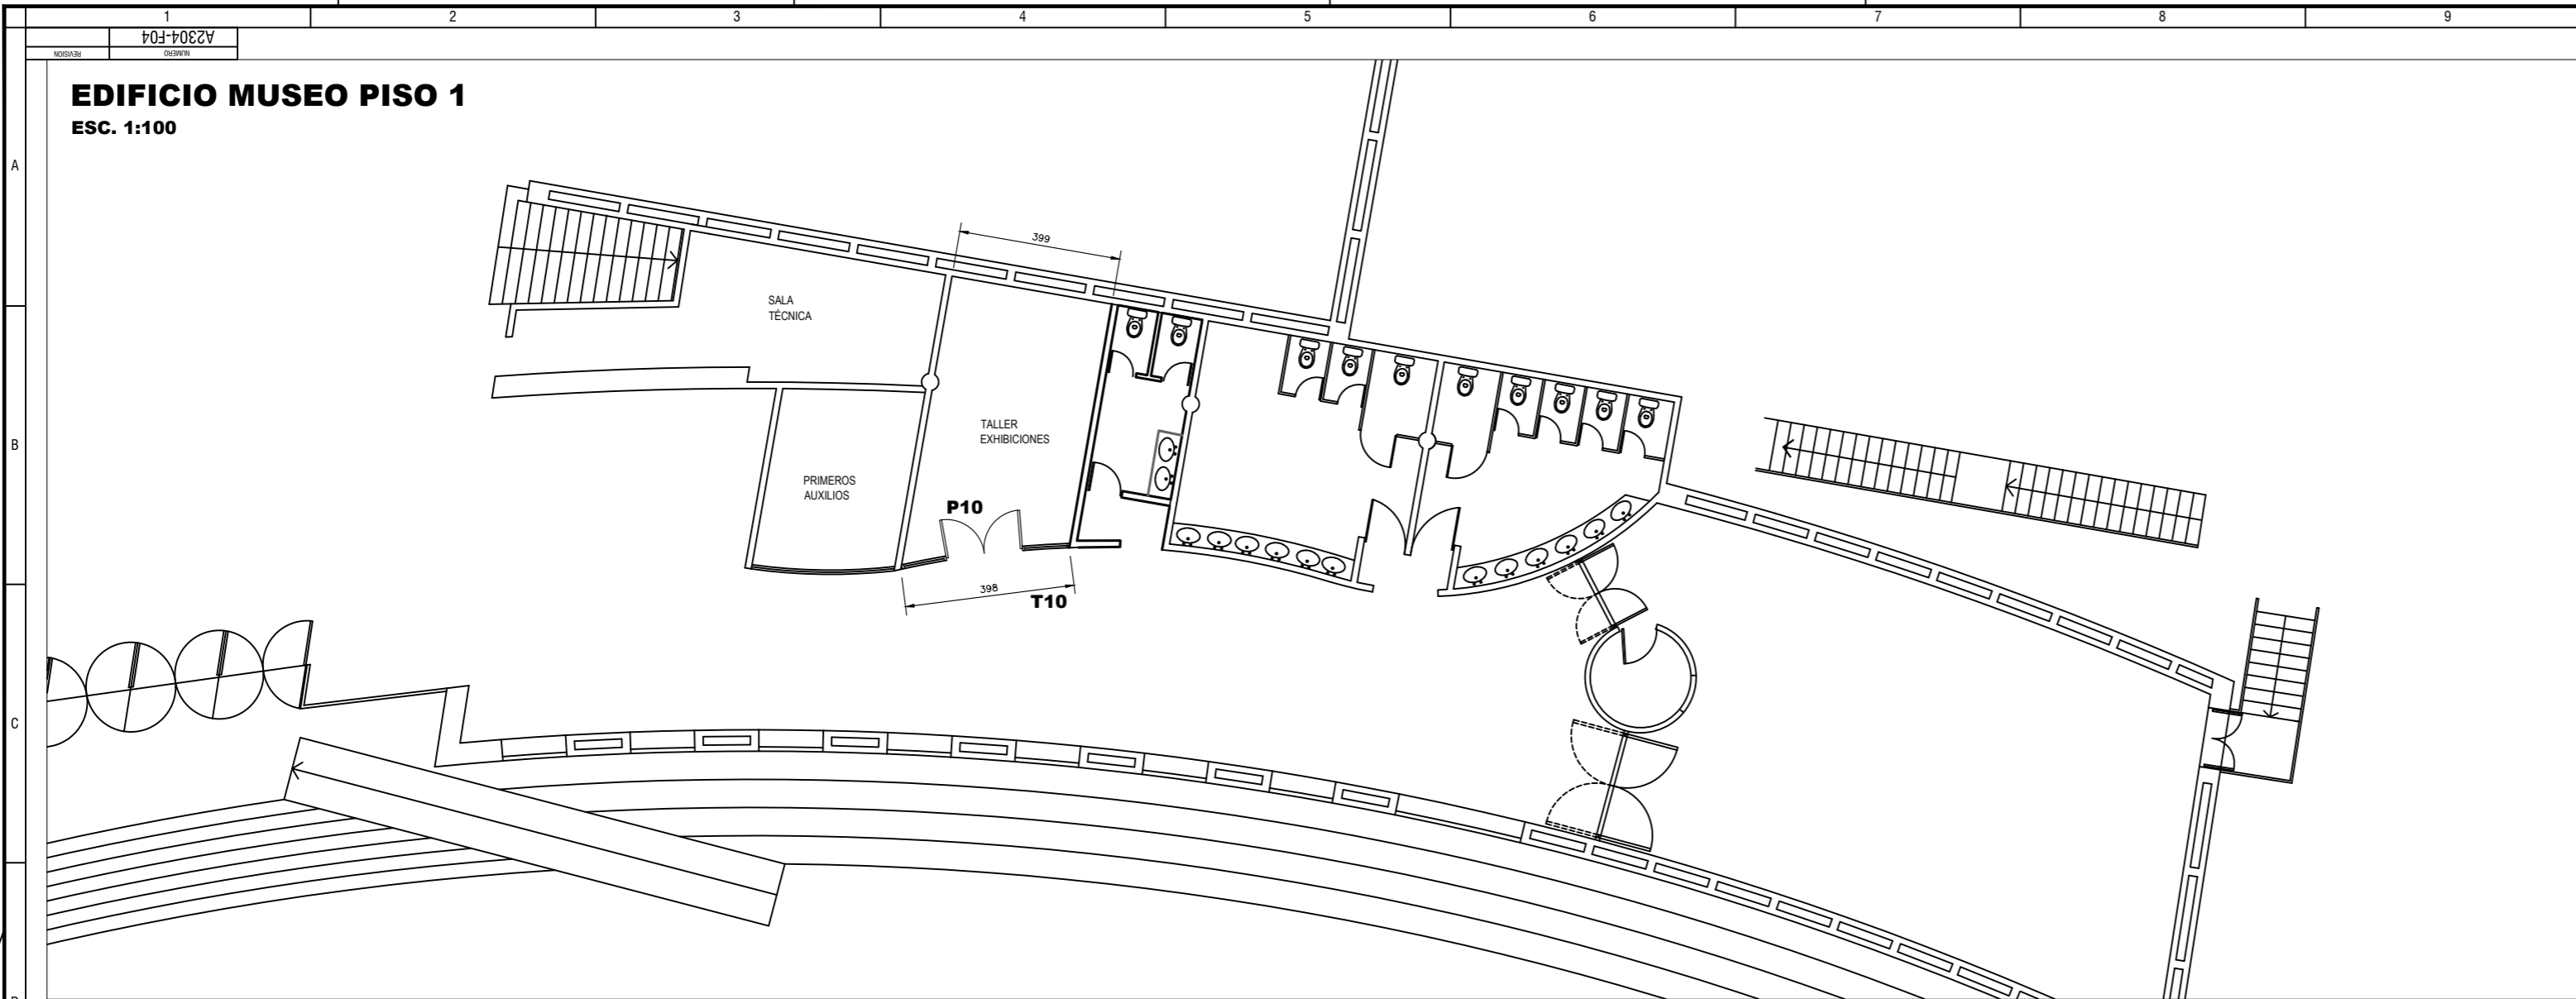 1 2 3 4 5 6 7 8 9
A2304-F04
REVISION NUMERO
EDIFICIO MUSEO PISO 1
ESC. 1:100
A
399
SALA
TÉCNICA
TALLER
EXHIBICIONES
B
PRIMEROS
AUXILIOS
P10
398
T10
C